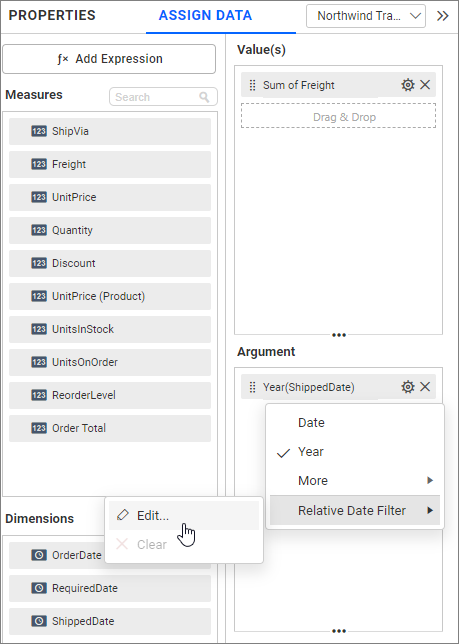 PROPERTIES
ASSIGN DATA
Northwind Tra...
ƒ× Add Expression
Measures
Search
123 ShipVia
123 Freight
123 UnitPrice
123 Quantity
123 Discount
123 UnitPrice (Product)
123 UnitsInStock
123 UnitsOnOrder
123 ReorderLevel
123 Order Total
Dimensions
OrderDate
RequiredDate
ShippedDate
Edit...
Clear
Value(s)
Sum of Freight
Drag & Drop
Argument
Year(ShippedDate)
Date
Year
More
Relative Date Filter